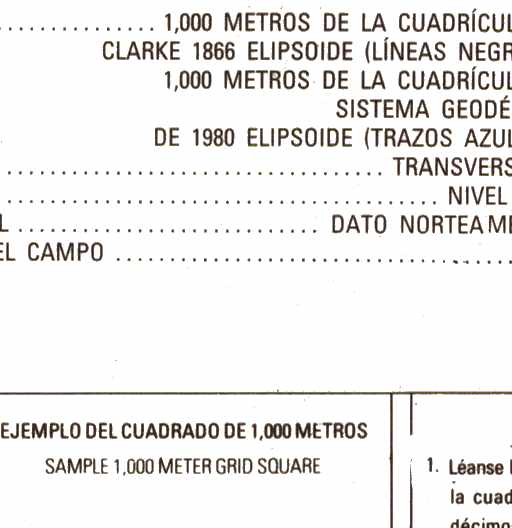 ............... 1,000 METROS DE LA CUADRÍCUL
CLARKE 1866 ELIPSOIDE (LÍNEAS NEGR
1,000 METROS DE LA CUADRÍCUL
SISTEMA GEODÉ
DE 1980 ELIPSOIDE (TRAZOS AZUL
................................... TRANSVERS
........................................ NIVEL
L ............................ DATO NORTEAME
EL CAMPO .....................................
EJEMPLO DEL CUADRADO DE 1,000 METROS
SAMPLE 1,000 METER GRID SQUARE
1. Léanse
la cuad
décimo